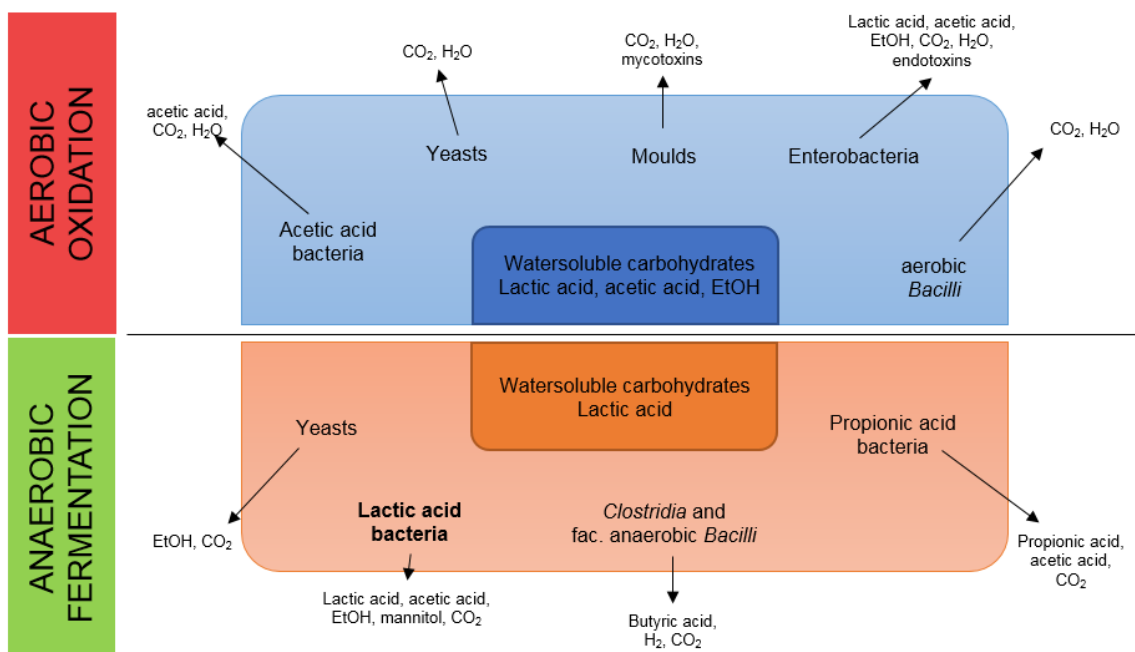 AEROBIC
OXIDATION
acetic acid,
CO₂, H₂O
CO₂, H₂O
CO₂, H₂O,
mycotoxins
Lactic acid, acetic acid,
EtOH, CO₂, H₂O,
endotoxins
CO₂, H₂O
Acetic acid
bacteria
Yeasts
Moulds
Enterobacteria
aerobic
Bacilli
Watersoluble carbohydrates
Lactic acid, acetic acid, EtOH
ANAEROBIC
FERMENTATION
Watersoluble carbohydrates
Lactic acid
Yeasts
Lactic acid
bacteria
Clostridia and
fac. anaerobic Bacilli
Propionic acid
bacteria
EtOH, CO₂
Lactic acid, acetic acid,
EtOH, mannitol, CO₂
Butyric acid,
H₂, CO₂
Propionic acid,
acetic acid,
CO₂